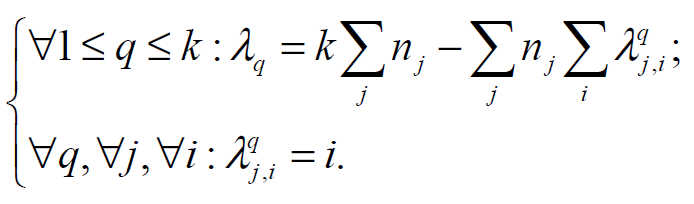 ∀1 ≤ q ≤ k : λ_q = k∑_j n_j − ∑_j n_j ∑_i λ^q_{j,i};
∀q, ∀j, ∀i : λ^q_{j,i} = i.